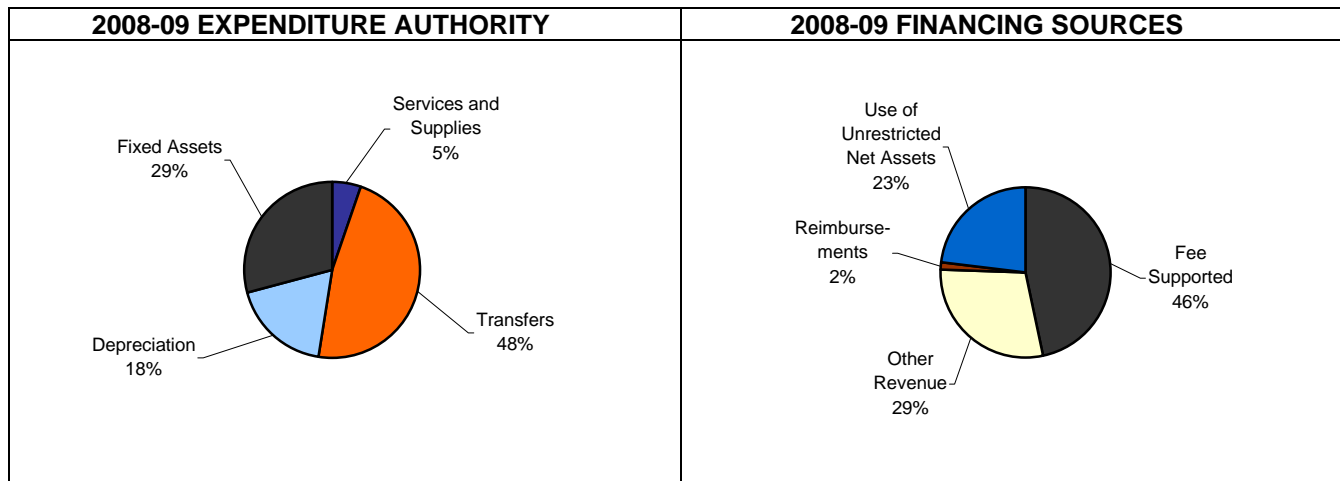 2008-09 EXPENDITURE AUTHORITY
Services and
Supplies
5%
Fixed Assets
29%
Transfers
48%
Depreciation
18%
2008-09 FINANCING SOURCES
Use of
Unrestricted
Net Assets
23%
Reimburse-
ments
2%
Fee
Supported
46%
Other
Revenue
29%